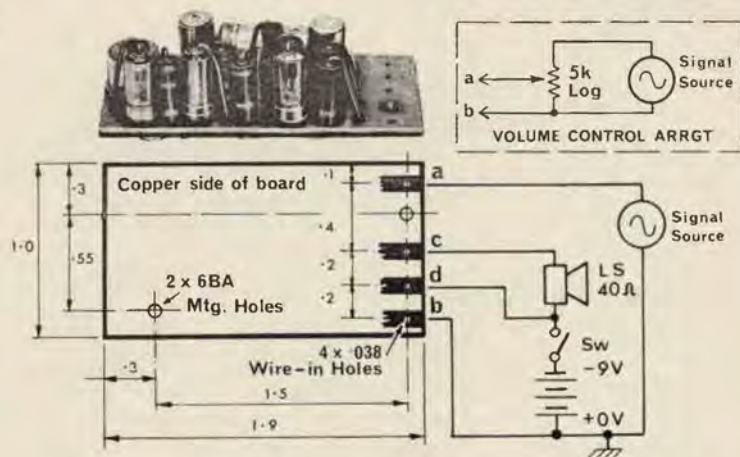 Signal
Source
a
5k
Log
b
VOLUME CONTROL ARRGT
Copper side of board
·3
·55
1·0
2 x 6BA
Mtg. Holes
4 x ·038
Wire-in Holes
·3
1·5
1·9
·1
·4
·2
·2
a
c
d
b
Signal
Source
LS
40Ω
Sw
-9V
+0V